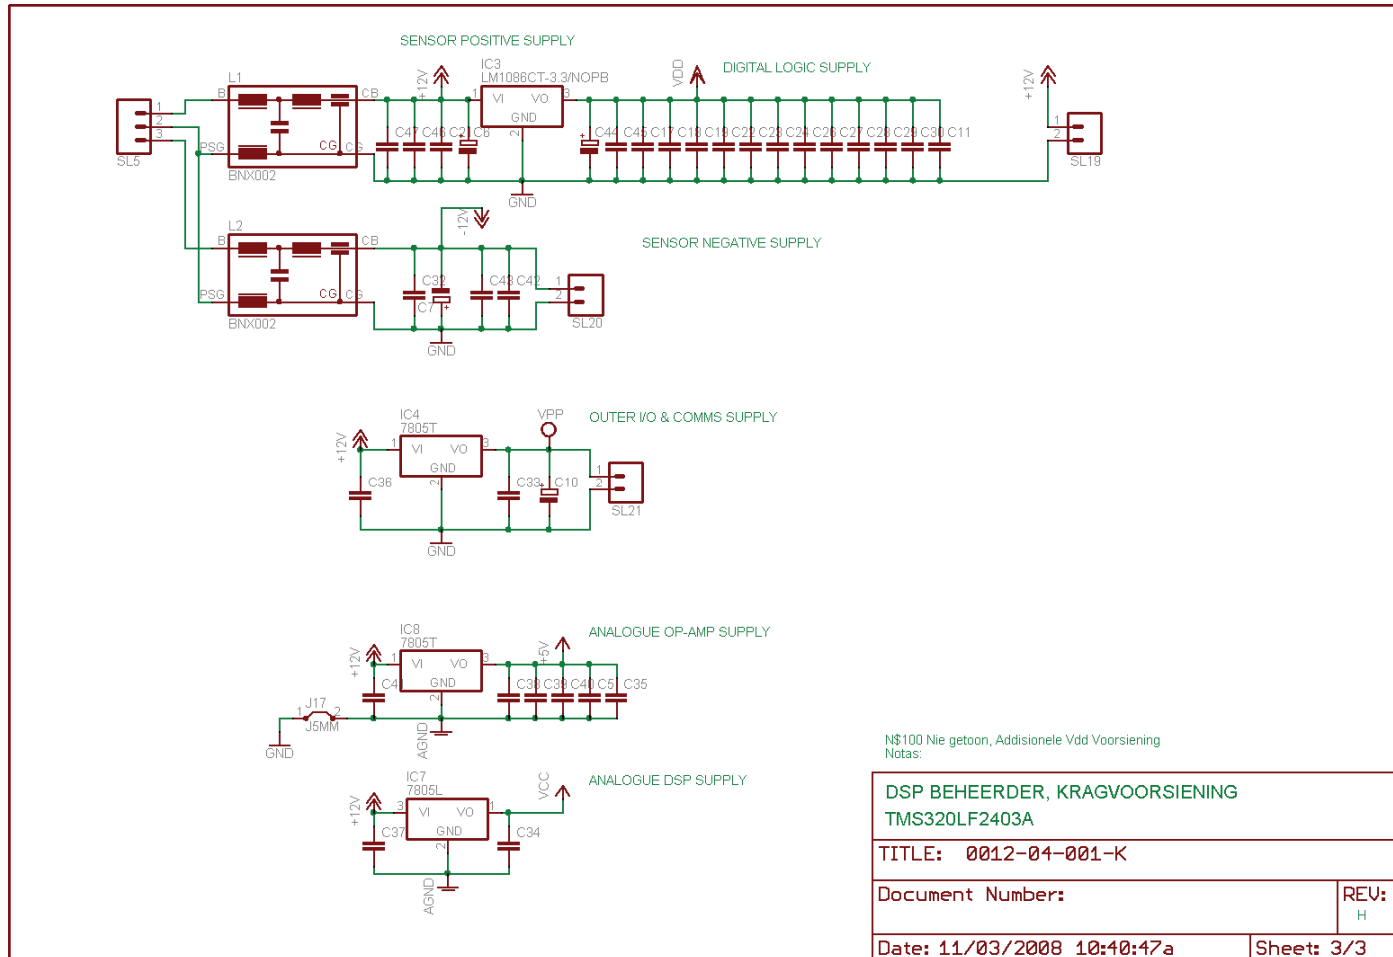 SENSOR POSITIVE SUPPLY
DIGITAL LOGIC SUPPLY
IC3
LM1086CT-3.3/NOPB
+12V
VDD
+12V
L1
B
CB
PSG
CG
CG
BNX002
1
2
3
SL5
1
VI
VO
3
GND
2
C47
C46
C21
C6
+
+
C44
C45
C17
C18
C19
C22
C23
C24
C26
C27
C28
C29
C30
C11
1
2
SL19
GND
-12V
SENSOR NEGATIVE SUPPLY
L2
B
CB
PSG
CG
CG
BNX002
C32
C7
+
C43
C42
1
2
SL20
GND
IC4
7805T
VPP
OUTER I/O & COMMS SUPPLY
+12V
1
VI
VO
3
GND
2
C36
C33
+
C10
1
2
SL21
GND
IC8
7805T
ANALOGUE OP-AMP SUPPLY
+12V
+5V
1
VI
VO
3
GND
2
C4
C38
C39
C40
C5
C35
J17
1
2
J5MM
GND
AGND
IC7
7805L
ANALOGUE DSP SUPPLY
+12V
VCC
3
VI
VO
1
GND
2
C37
C34
AGND
N$100 Nie getoon, Addisionele Vdd Voorsiening
Notas:
DSP BEHEERDER, KRAGVOORSIENING
TMS320LF2403A
TITLE: 0012-04-001-K
Document Number:
REV:
H
Date: 11/03/2008 10:40:47a
Sheet: 3/3